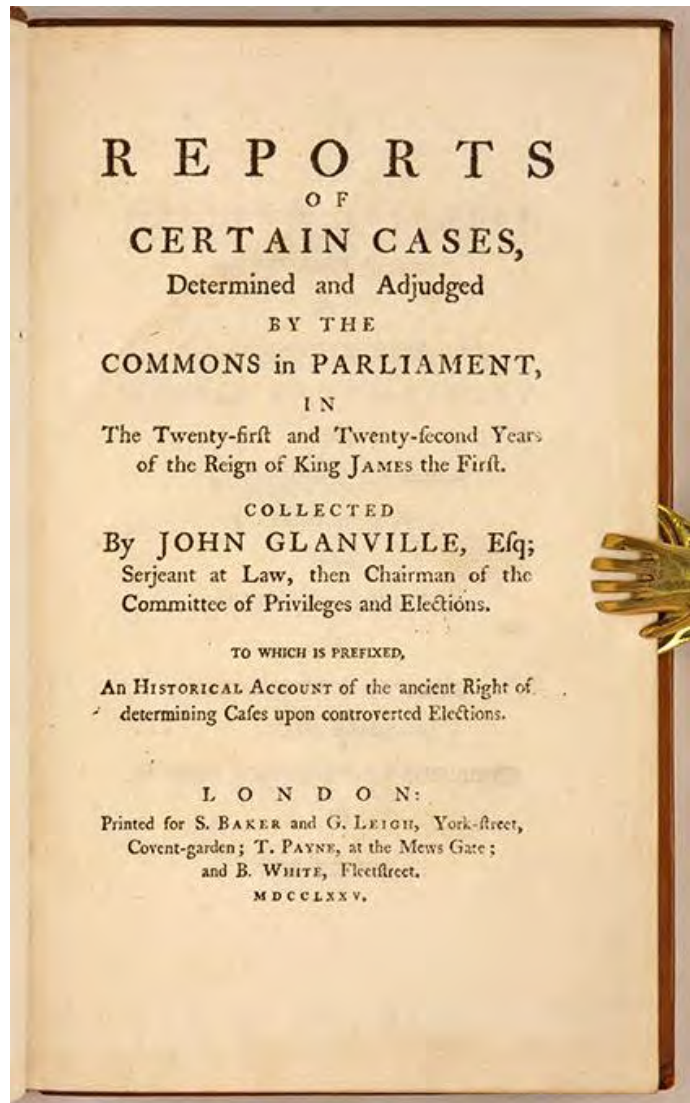 REPORTS
OF
CERTAIN CASES,
Determined and Adjudged
BY THE
COMMONS in PARLIAMENT,
IN
The Twenty-firſt and Twenty-ſecond Years
of the Reign of King JAMES the Firſt.
COLLECTED
By JOHN GLANVILLE, Eſq;
Serjeant at Law, then Chairman of the
Committee of Privileges and Elections.
TO WHICH IS PREFIXED,
An HISTORICAL ACCOUNT of the ancient Right of
determining Caſes upon controverted Elections.
LONDON:
Printed for S. BAKER and G. LEIGH, York-ſtreet,
Covent-garden; T. PAYNE, at the Mews Gate;
and B. WHITE, Fleetſtreet.
MDCCLXXV.